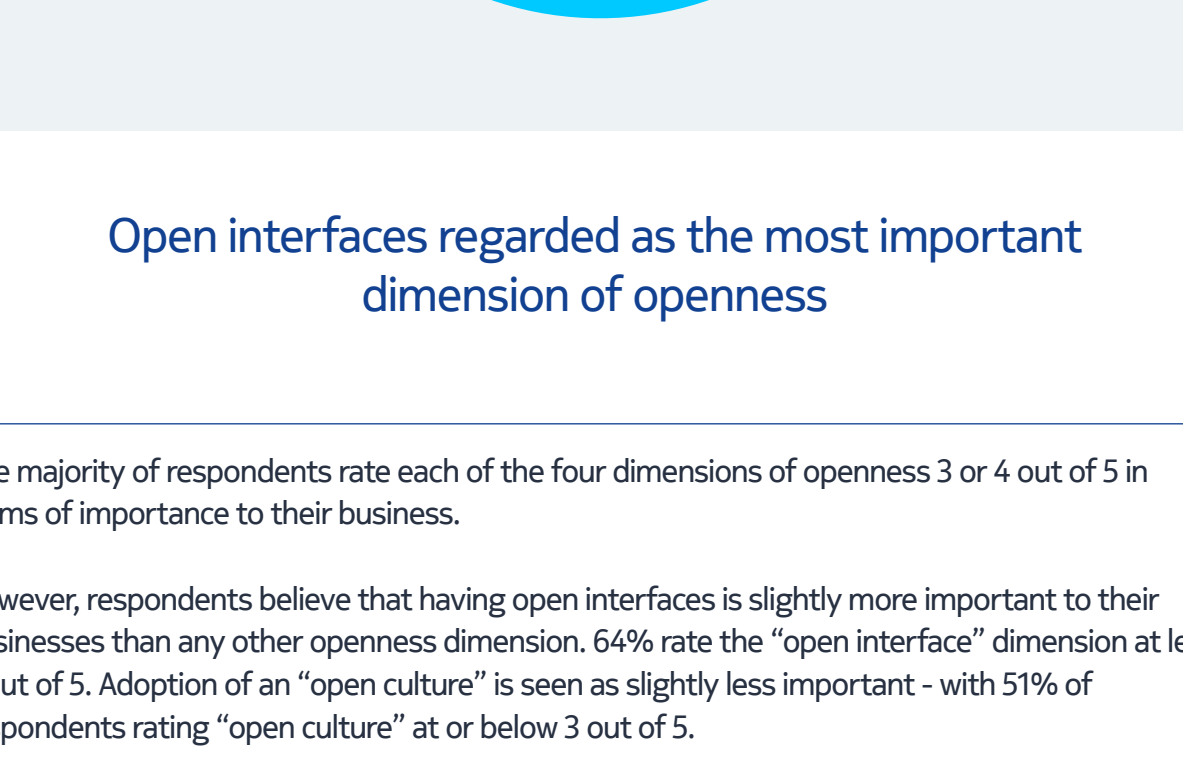 Open interfaces regarded as the most important
dimension of openness
e majority of respondents rate each of the four dimensions of openness 3 or 4 out of 5 in
ms of importance to their business.
wever, respondents believe that having open interfaces is slightly more important to their
sinesses than any other openness dimension. 64% rate the “open interface” dimension at le
ut of 5. Adoption of an “open culture” is seen as slightly less important - with 51% of
pondents rating “open culture” at or below 3 out of 5.